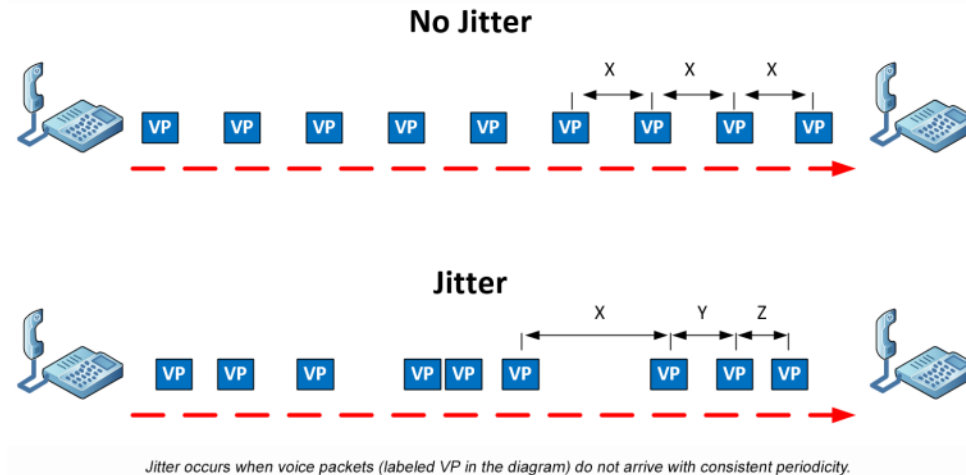 No Jitter
X X X
VP VP VP VP VP VP VP VP VP
Jitter
X Y Z
VP VP VP VP VP VP VP VP VP
Jitter occurs when voice packets (labeled VP in the diagram) do not arrive with consistent periodicity.